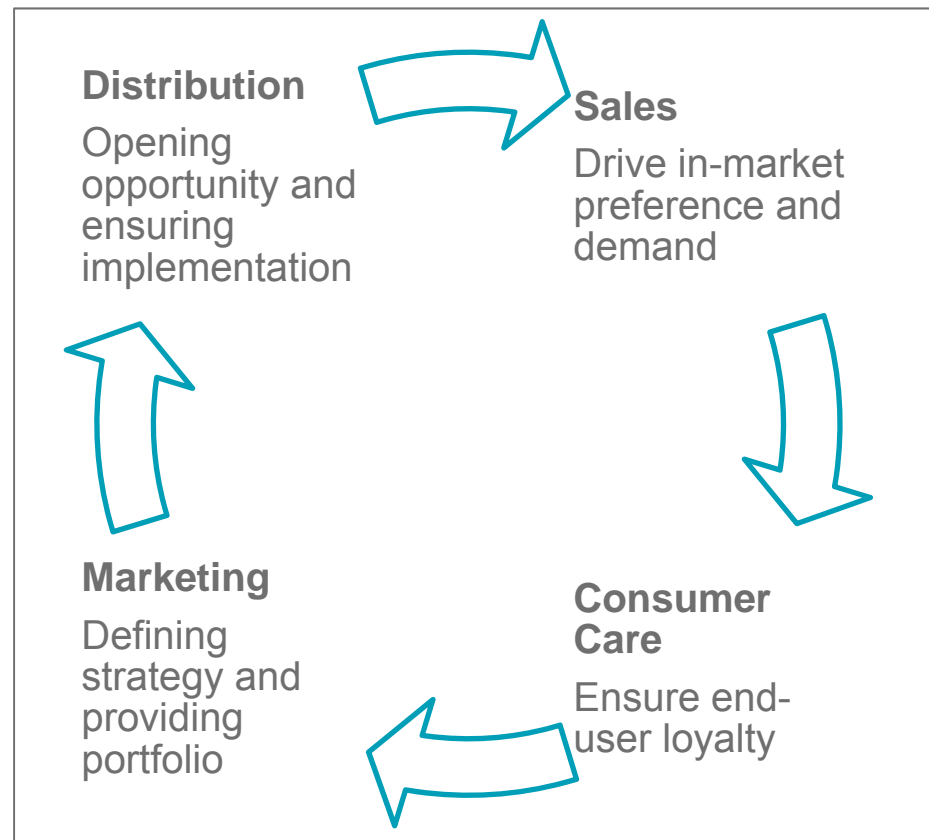 Distribution
Opening
opportunity and
ensuring
implementation
Sales
Drive in-market
preference and
demand
Consumer
Care
Ensure end-
user loyalty
Marketing
Defining
strategy and
providing
portfolio